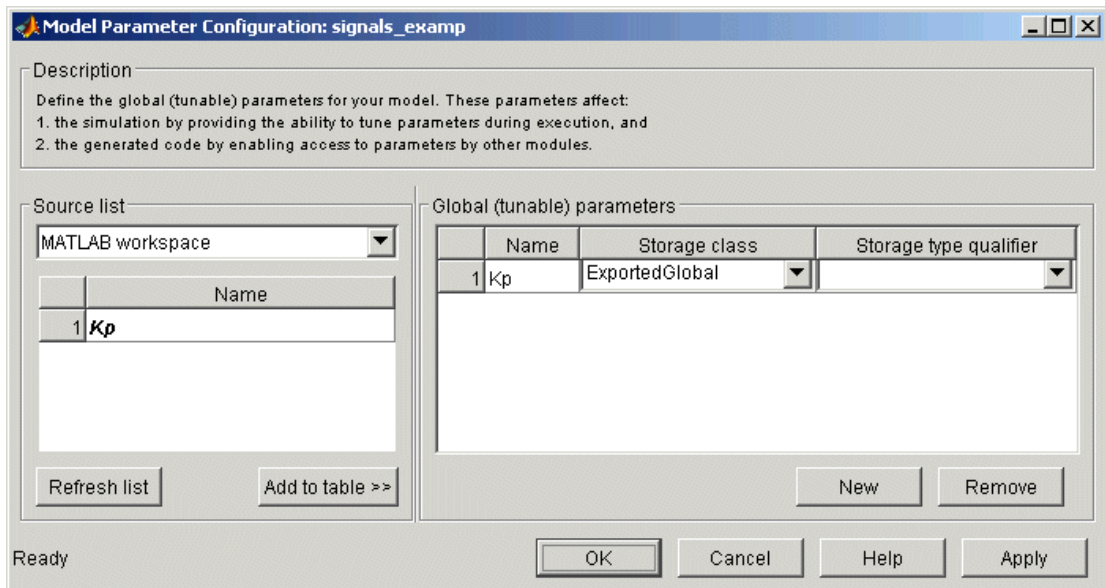 Model Parameter Configuration: signals_examp
Description
Define the global (tunable) parameters for your model. These parameters affect:
1. the simulation by providing the ability to tune parameters during execution, and
2. the generated code by enabling access to parameters by other modules.
Source list
MATLAB workspace
Name
1 Kp
Refresh list
Add to table >>
Global (tunable) parameters
Name Storage class Storage type qualifier
1 Kp ExportedGlobal
New Remove
Ready
OK Cancel Help Apply